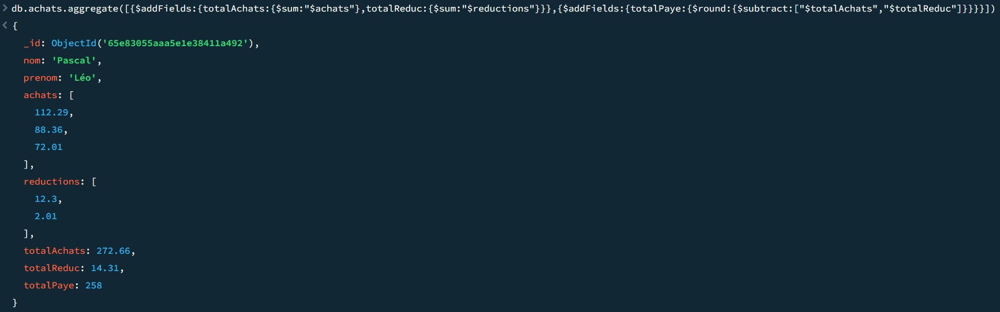 > db.achats.aggregate([{$addFields:{totalAchats:{$sum:"$achats"},totalReduc:{$sum:"$reductions"}}},{$addFields:{totalPaye:{$round:{$subtract:["$totalAchats","$totalReduc"]}}}}])
< {
_id: ObjectId('65e83055aaa5e1e38411a492'),
nom: 'Pascal',
prenom: 'Léo',
achats: [
112.29,
88.36,
72.01
],
reductions: [
12.3,
2.01
],
totalAchats: 272.66,
totalReduc: 14.31,
totalPaye: 258
}